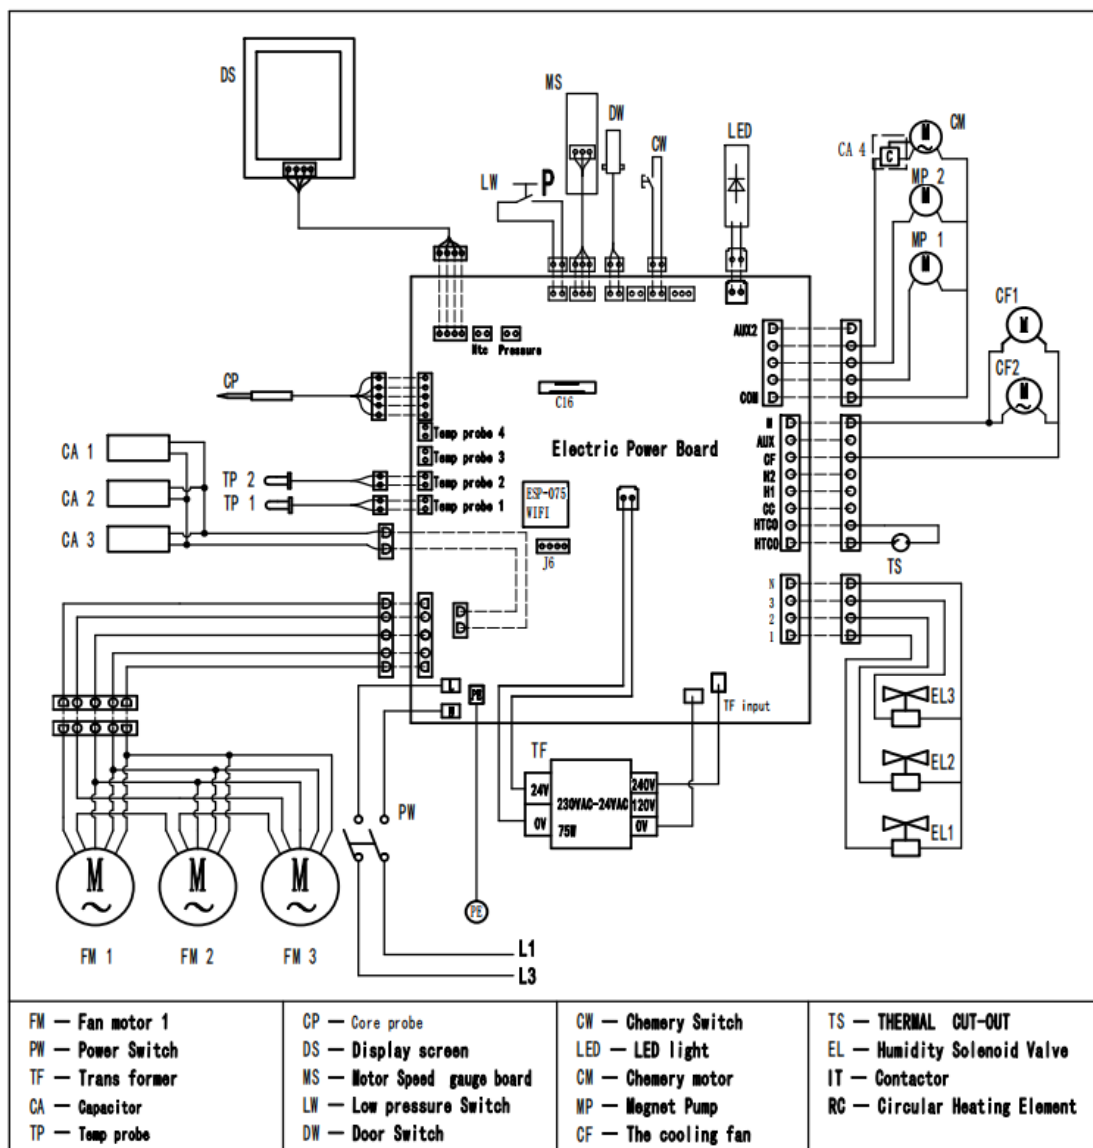 DS
MS
DW
CW
LED
CM
CA 4
C
M
MP 2
M
MP 1
M
LW
P
CF1
M
CF2
M
Ntc
Pressure
AUX2
COM
C16
CP
Temp probe 4
Temp probe 3
Temp probe 2
Temp probe 1
Electric Power Board
CA 1
CA 2
CA 3
TP 2
TP 1
ESP-075
WIFI
J6
N
AUX
CF
H2
H1
CC
HTCO
HTCO
TS
N
3
2
1
L
N
PE
TF input
EL3
EL2
EL1
TF
24V
0V
230VAC-24VAC
75W
240V
120V
0V
PW
M
M
M
PE
FM 1
FM 2
FM 3
L1
L3
FM — Fan motor 1
PW — Power Switch
TF — Trans former
CA — Capacitor
TP — Temp probe
CP — Core probe
DS — Display screen
MS — Motor Speed gauge board
LW — Low pressure Switch
DW — Door Switch
CW — Chemery Switch
LED — LED light
CM — Chemery motor
MP — Megnet Pump
CF — The cooling fan
TS — THERMAL CUT-OUT
EL — Humidity Solenoid Valve
IT — Contactor
RC — Circular Heating Element